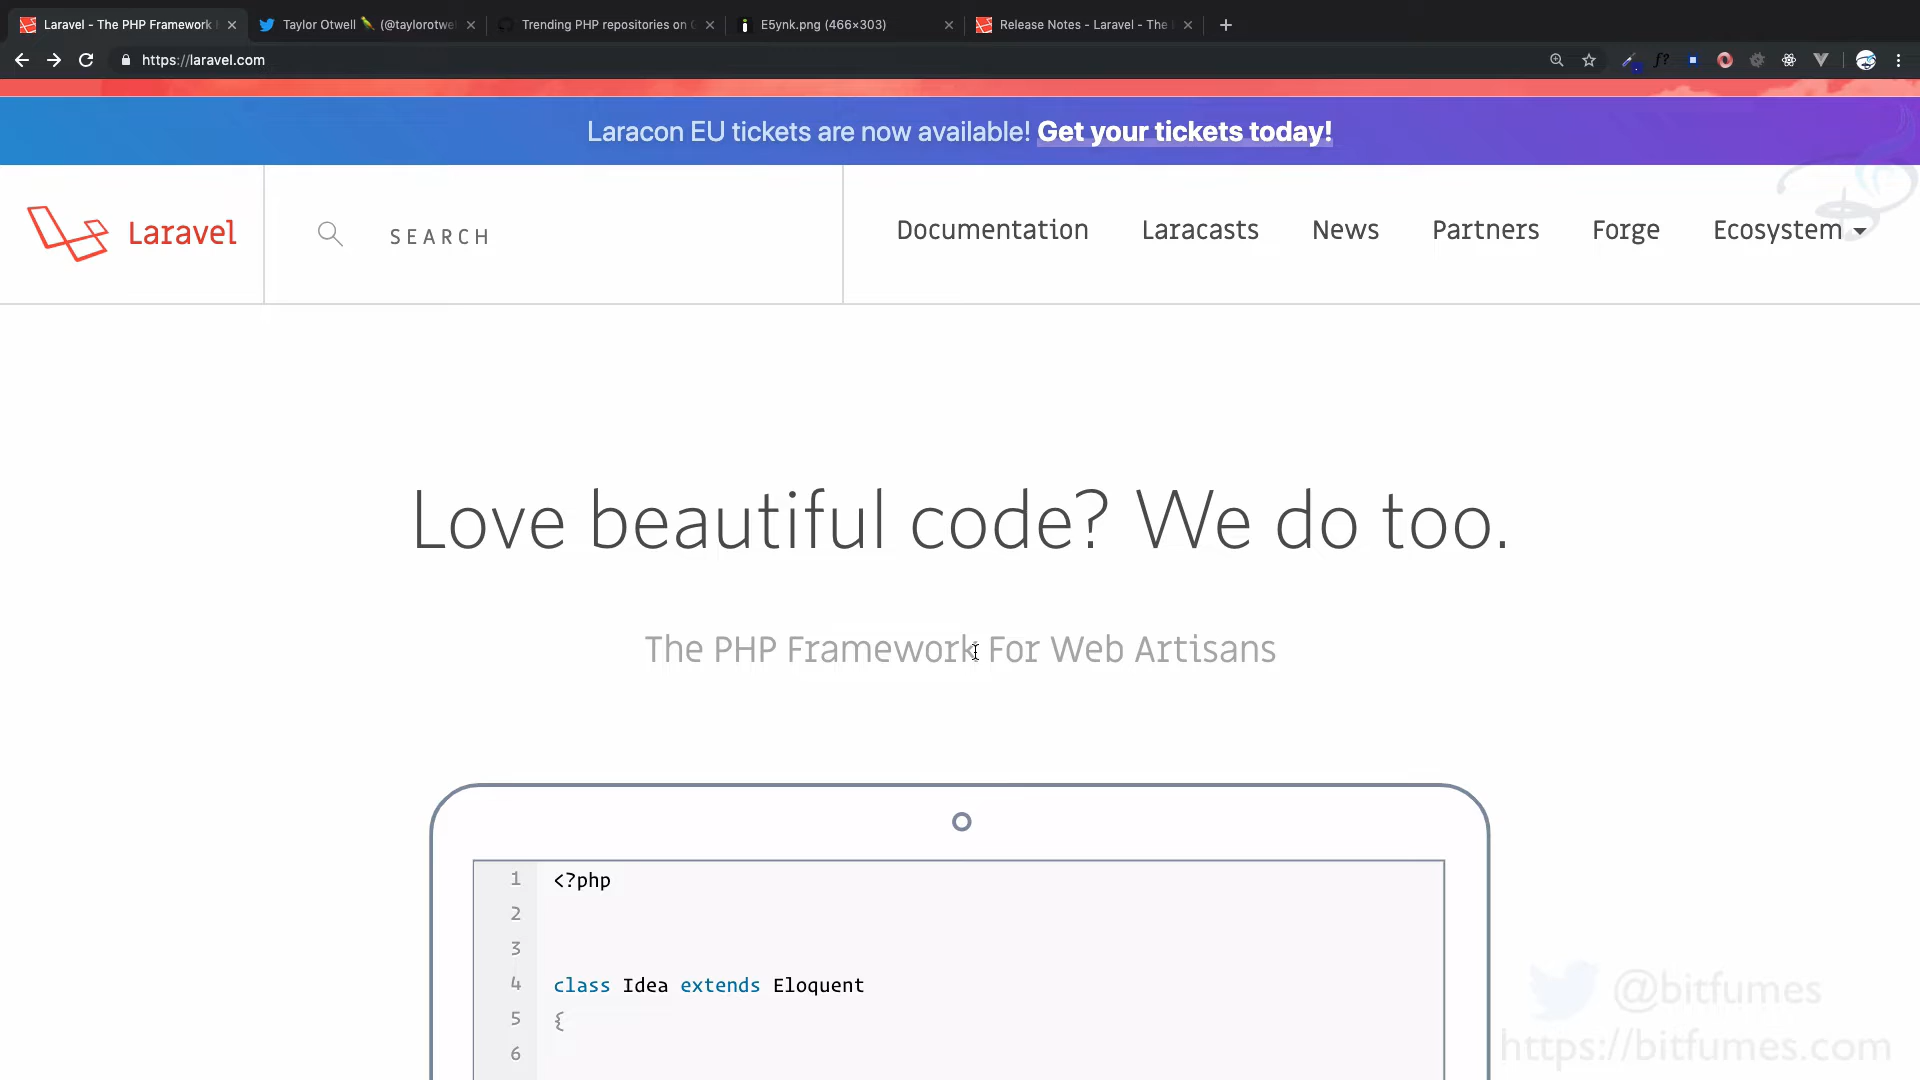 Laravel - The PHP Framework
Taylor Otwell (@taylorotwe
Trending PHP repositories on
E5ynk.png (466×303)
Release Notes - Laravel - The
https://laravel.com
Laracon EU tickets are now available! Get your tickets today!
Laravel
SEARCH
Documentation
Laracasts
News
Partners
Forge
Ecosystem
Love beautiful code? We do too.
The PHP Framework For Web Artisans
1 <?php
2
3
4 class Idea extends Eloquent
5 {
6
@bitfumes
https://bitfumes.com